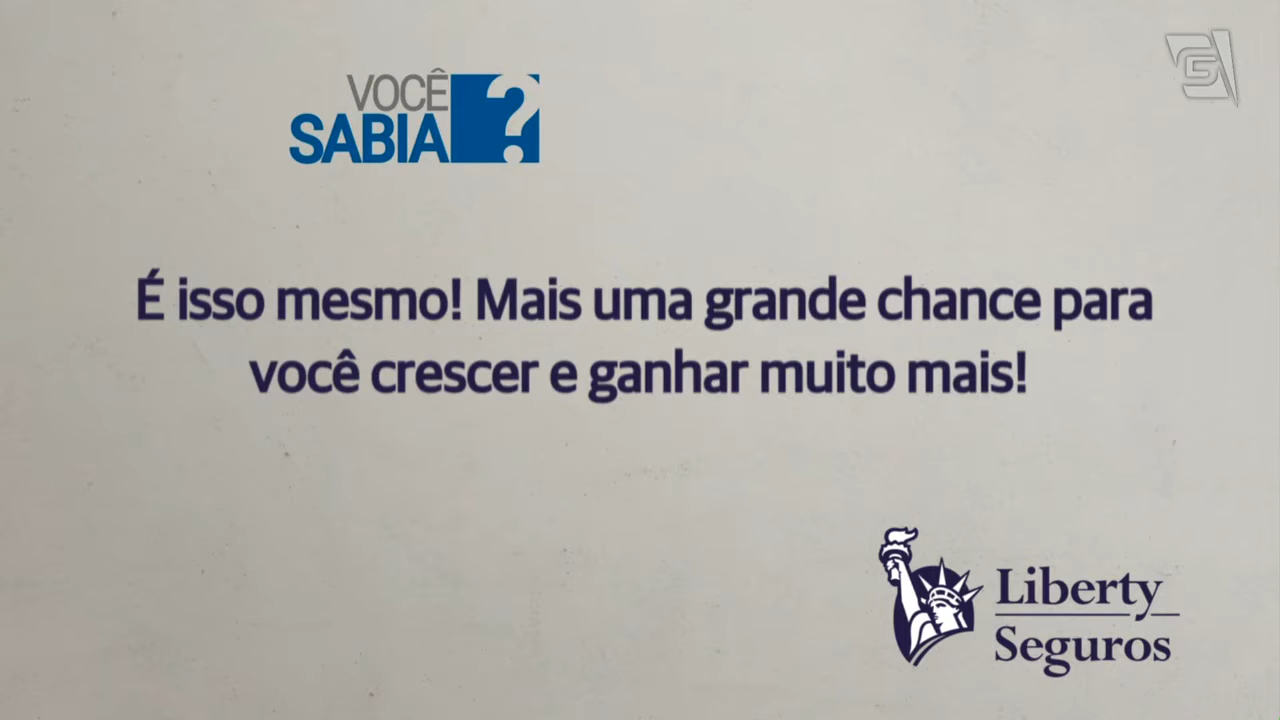 VOCÊ
SABIA?
É isso mesmo! Mais uma grande chance para
você crescer e ganhar muito mais!
Liberty
Seguros